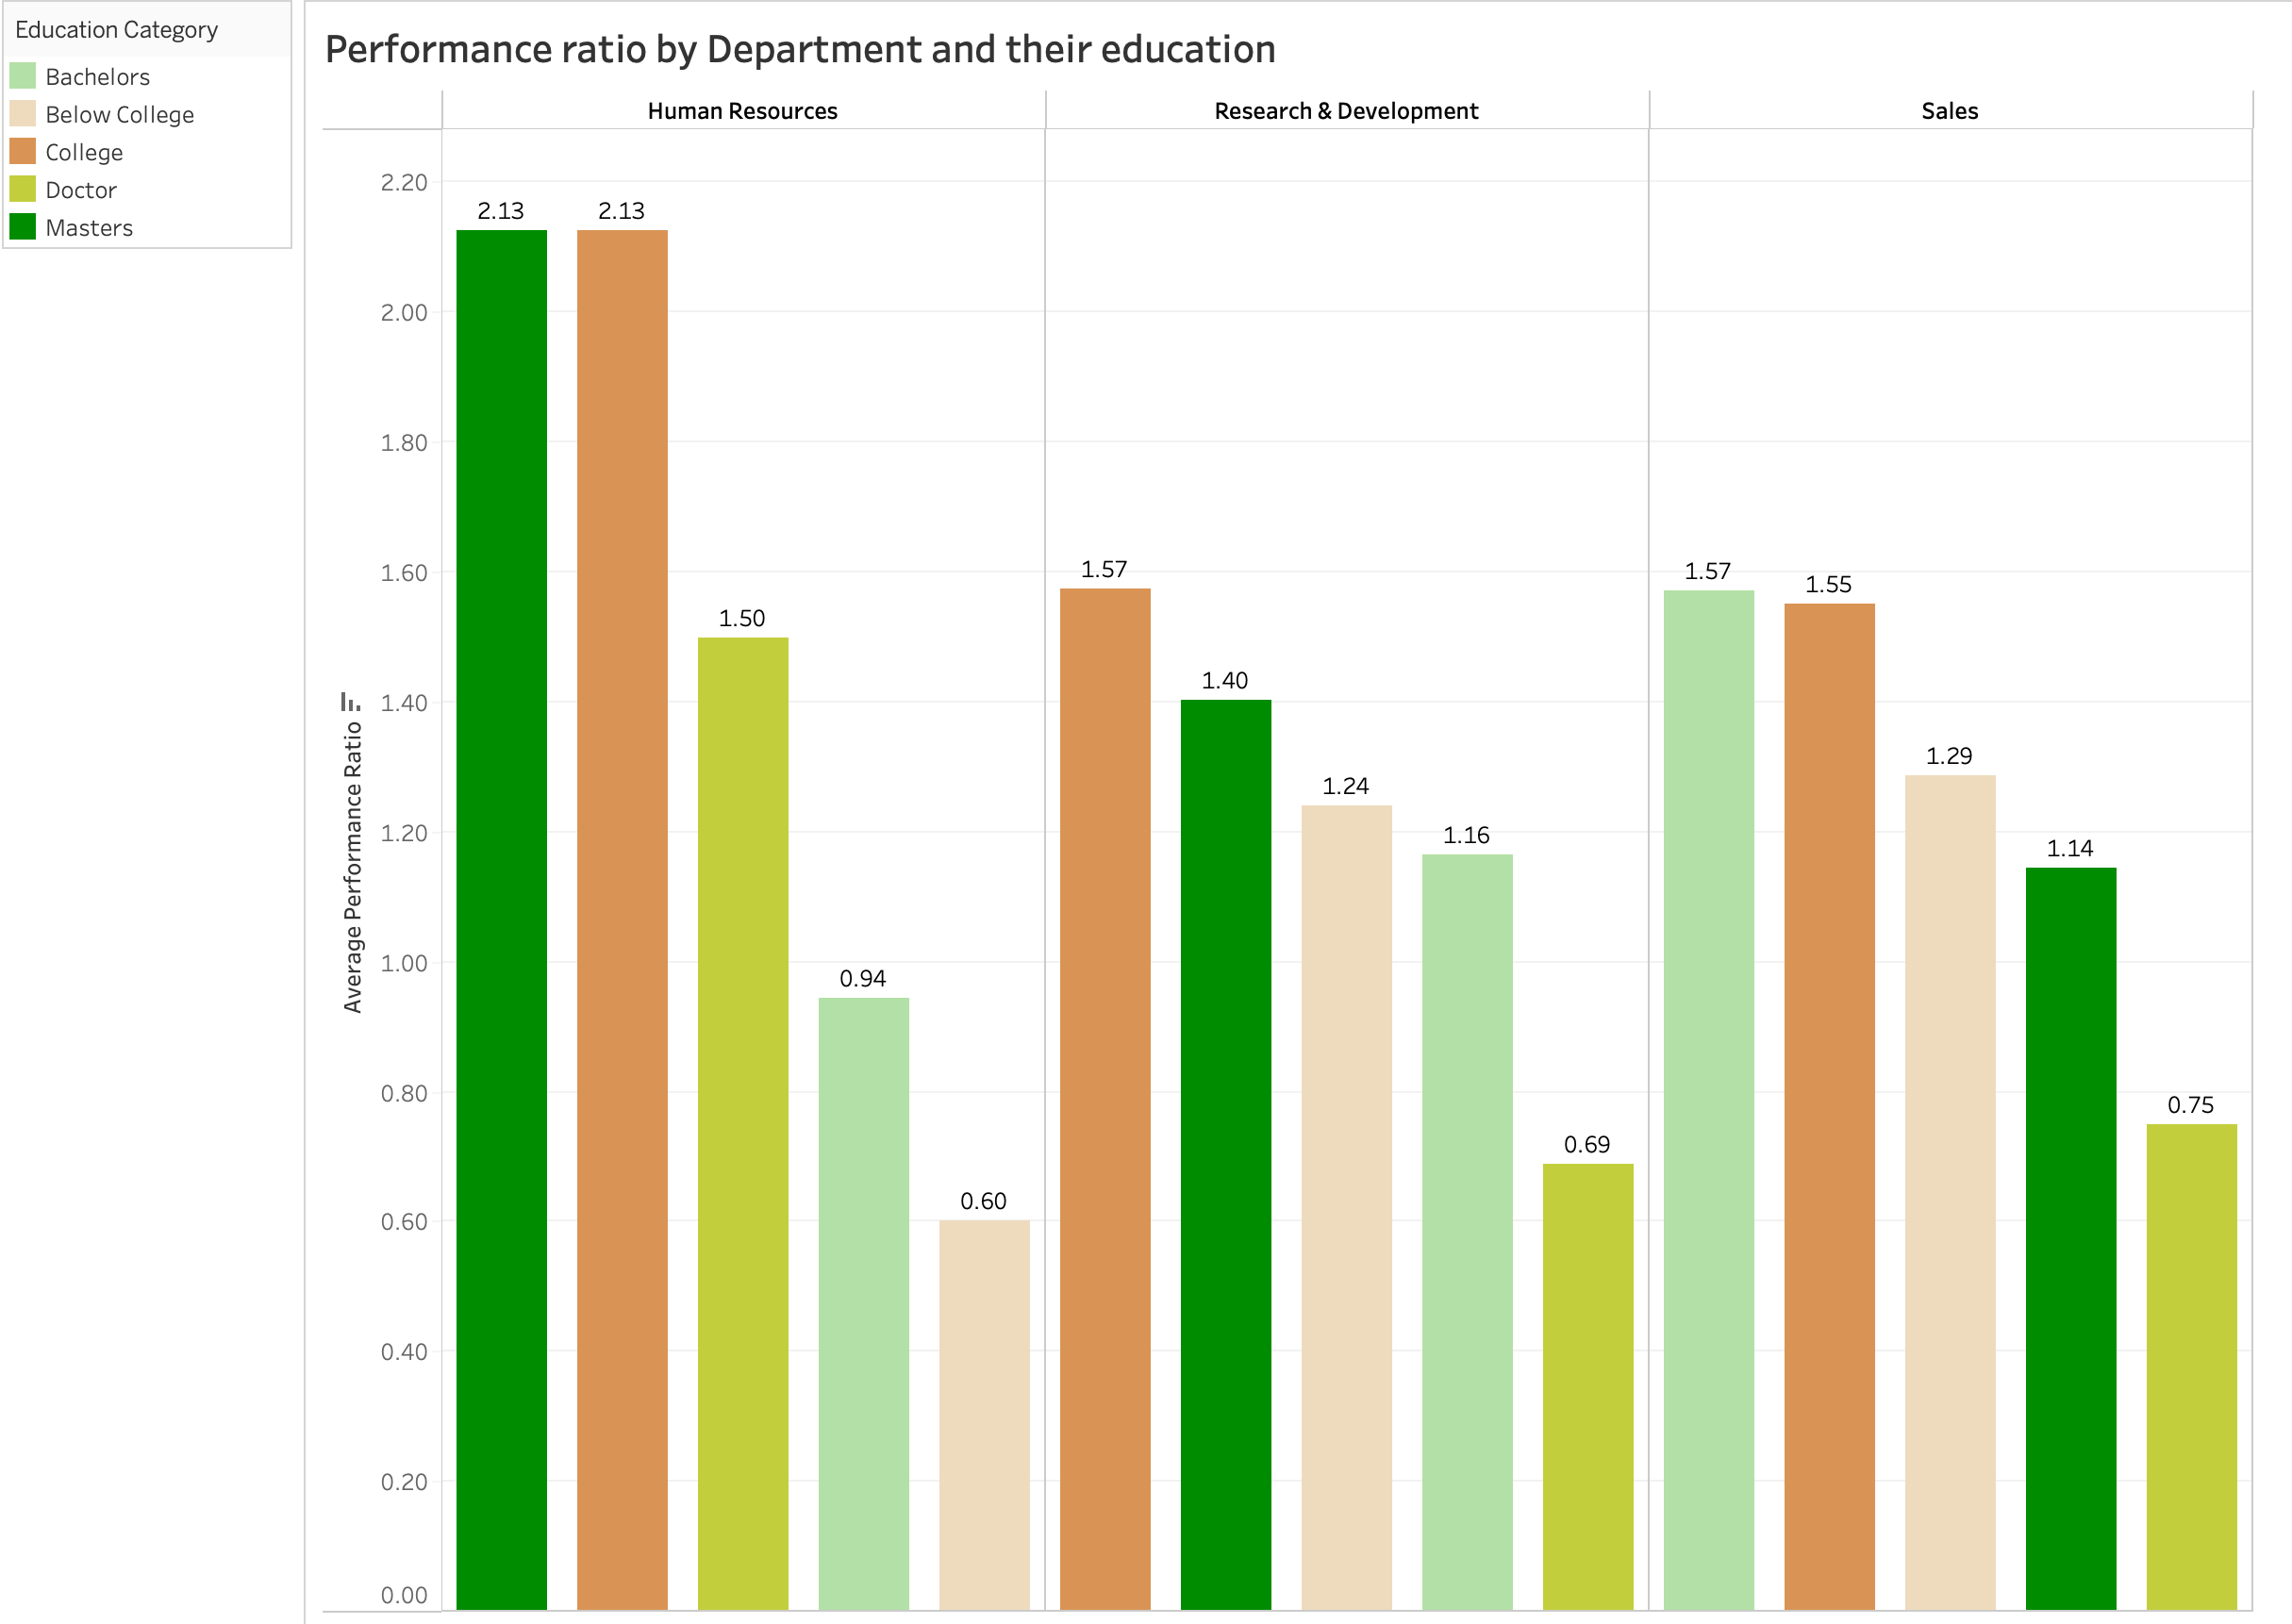 Education Category
Bachelors
Below College
College
Doctor
Masters
Performance ratio by Department and their education
Human Resources Research & Development Sales
2.20
2.00
1.80
1.60
1.40
1.20
1.00
0.80
0.60
0.40
0.20
0.00
Average Performance Ratio
2.13 2.13 1.50 0.94 0.60
1.57 1.40 1.24 1.16 0.69
1.57 1.55 1.29 1.14 0.75